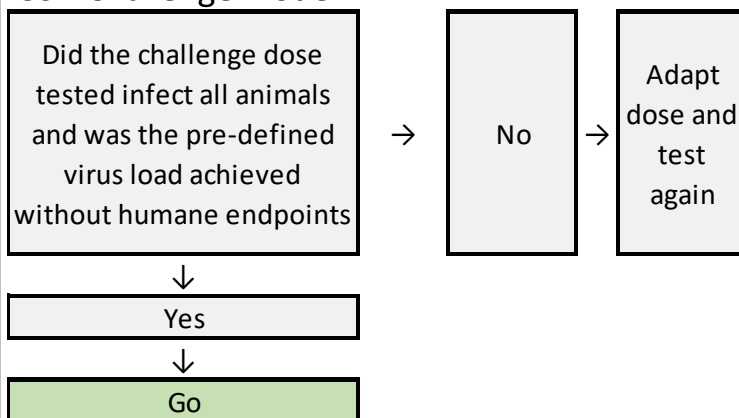 Did the challenge dose
tested infect all animals
and was the pre-defined
virus load achieved
without humane endpoints
→
No
→
Adapt
dose and
test
again
↓
Yes
↓
Go